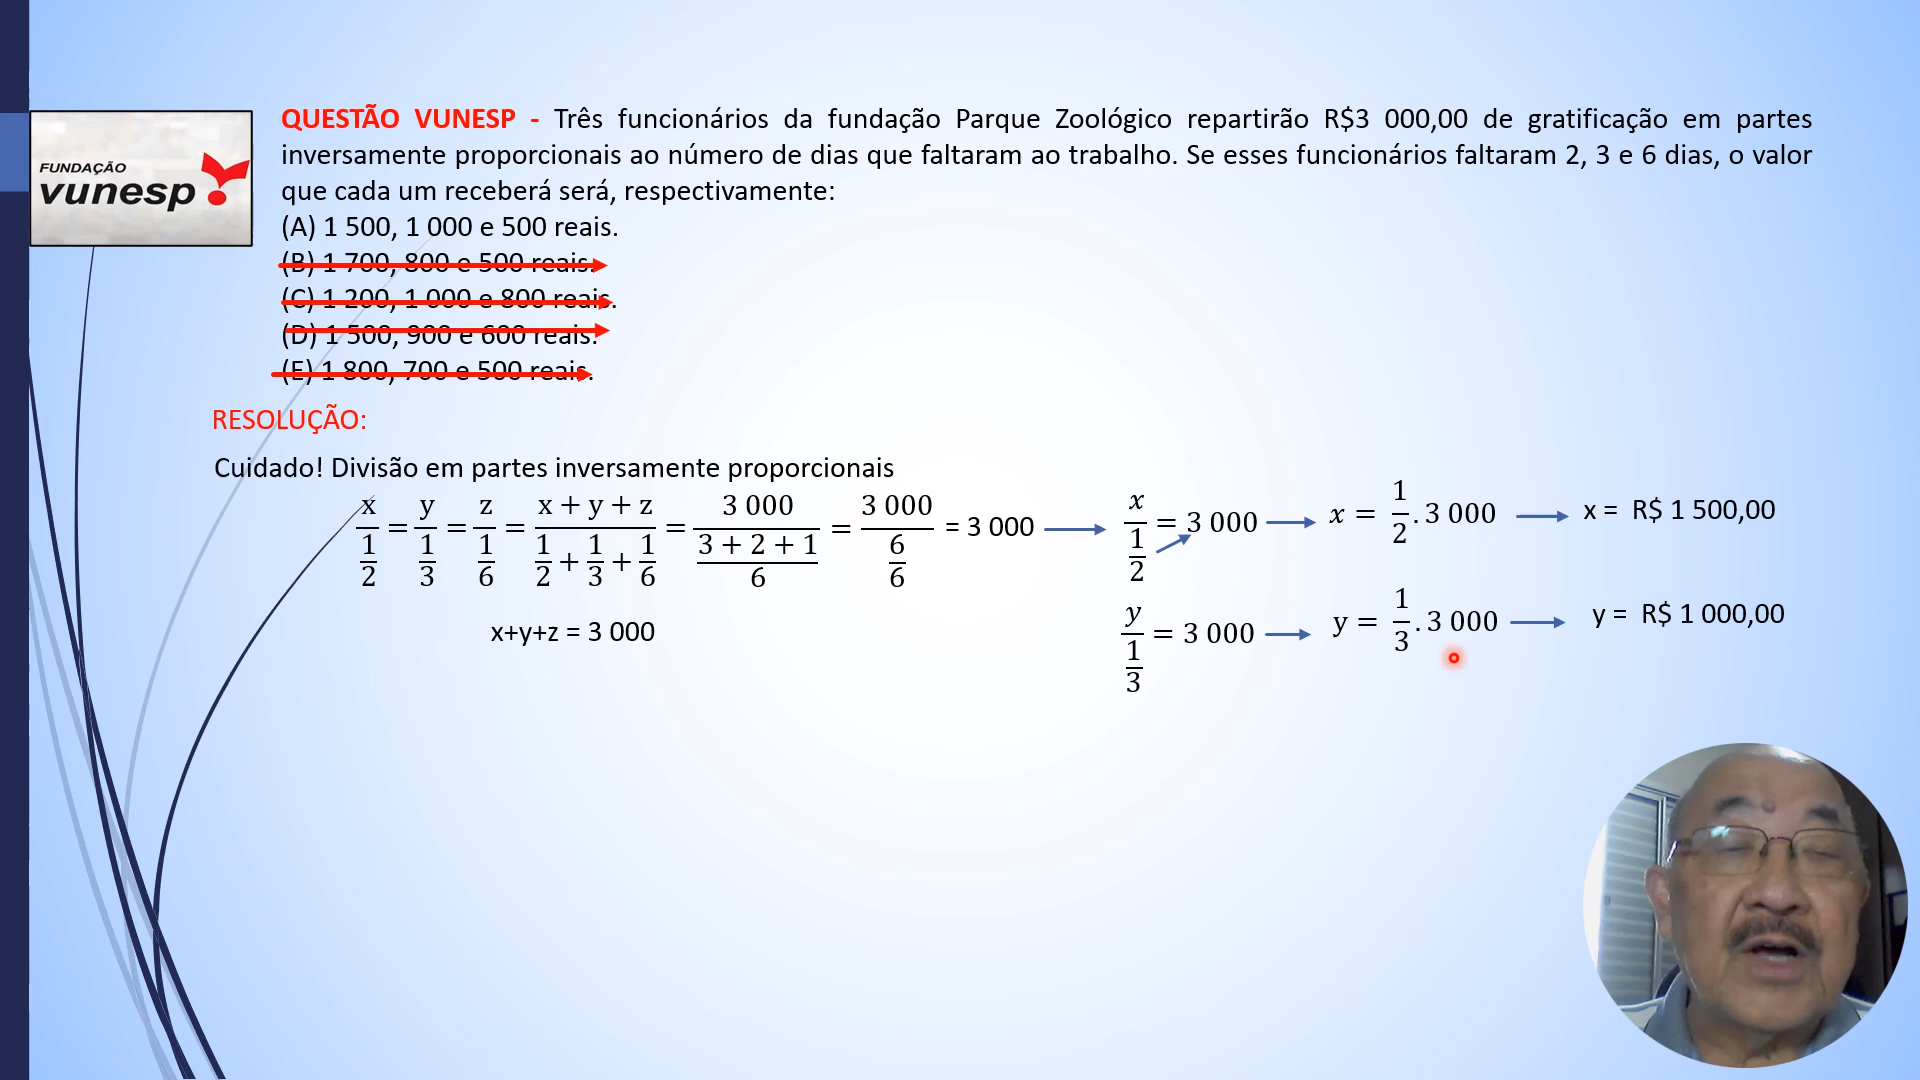 FUNDAÇÃO
vunesp
QUESTÃO VUNESP - Três funcionários da fundação Parque Zoológico repartirão R$3 000,00 de gratificação em partes
inversamente proporcionais ao número de dias que faltaram ao trabalho. Se esses funcionários faltaram 2, 3 e 6 dias, o valor
que cada um receberá será, respectivamente:
(A) 1 500, 1 000 e 500 reais.
(B) 1 700, 800 e 500 reais.
(C) 1 200, 1 000 e 800 reais.
(D) 1 500, 900 e 600 reais.
(E) 1 800, 700 e 500 reais.
RESOLUÇÃO:
Cuidado! Divisão em partes inversamente proporcionais
x/(1/2) = y/(1/3) = z/(1/6) = (x + y + z)/(1/2 + 1/3 + 1/6) = 3 000/((3 + 2 + 1)/6) = 3 000/(6/6) = 3 000 → x/(1/2) = 3 000 → x = 1/2 . 3 000 → x = R$ 1 500,00
x+y+z = 3 000
y/(1/3) = 3 000 → y = 1/3 . 3 000 → y = R$ 1 000,00